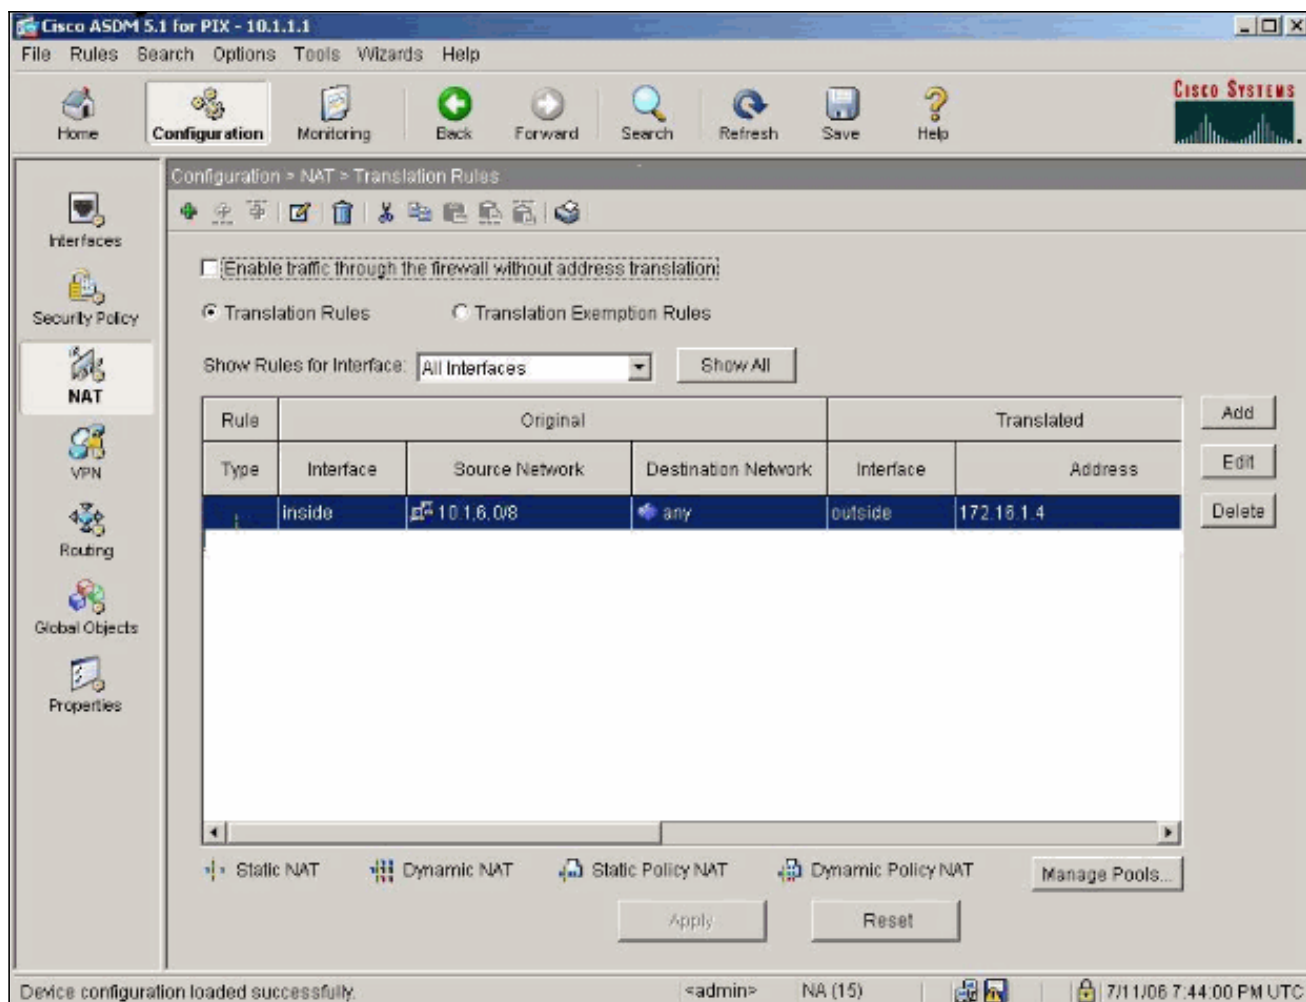 Cisco ASDM 5.1 for PIX - 10.1.1.1
File Rules Search Options Tools Wizards Help
Home Configuration Monitoring Back Forward Search Refresh Save Help
CISCO SYSTEMS
Configuration > NAT > Translation Rules
Interfaces
Security Policy
NAT
VPN
Routing
Global Objects
Properties
Enable traffic through the firewall without address translation
Translation Rules Translation Exemption Rules
Show Rules for Interface: All Interfaces Show All
Rule Original Translated
Type Interface Source Network Destination Network Interface Address
inside 10.1.6.0/8 any outside 172.16.1.4
Add
Edit
Delete
Static NAT Dynamic NAT Static Policy NAT Dynamic Policy NAT Manage Pools...
Apply Reset
Device configuration loaded successfully. <admin> NA (15) 7/11/06 7:44:00 PM UTC